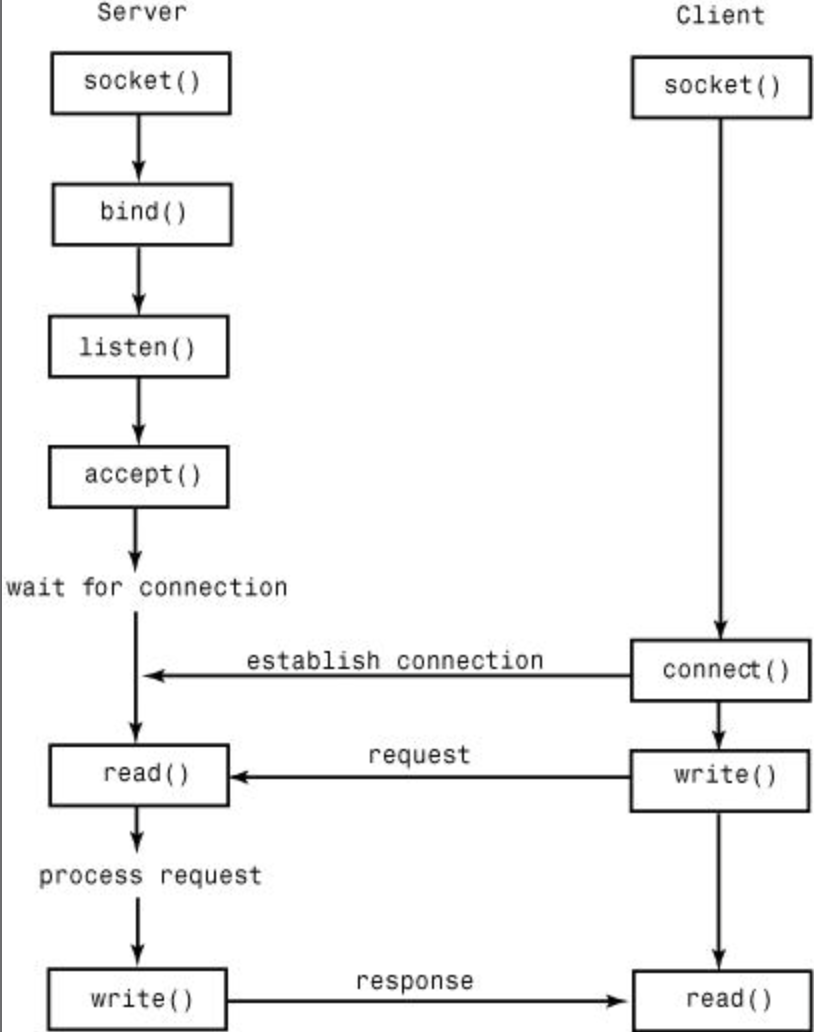 Server
Client
socket()
socket()
bind()
listen()
accept()
wait for connection
establish connection
connect()
request
read()
write()
process request
response
write()
read()